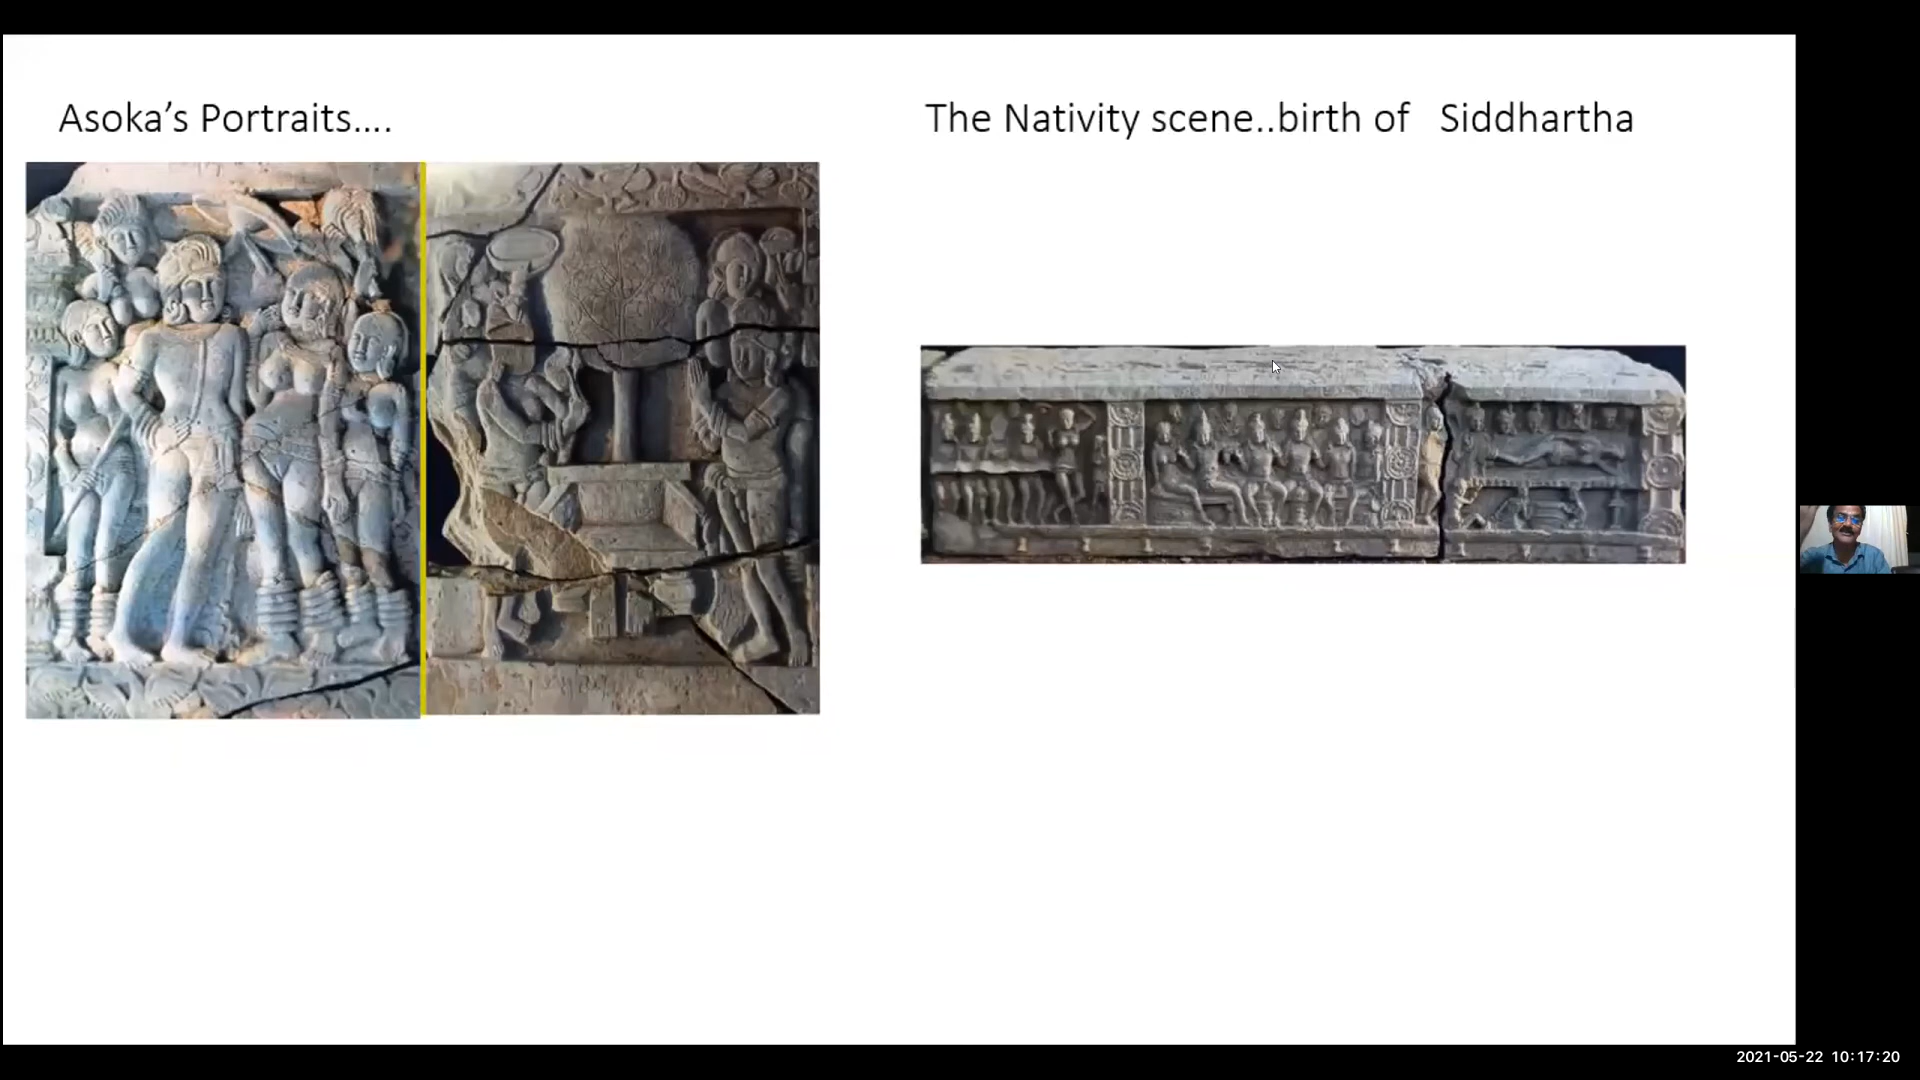 Asoka’s Portraits....
The Nativity scene..birth of Siddhartha
2021-05-22 10:17:20